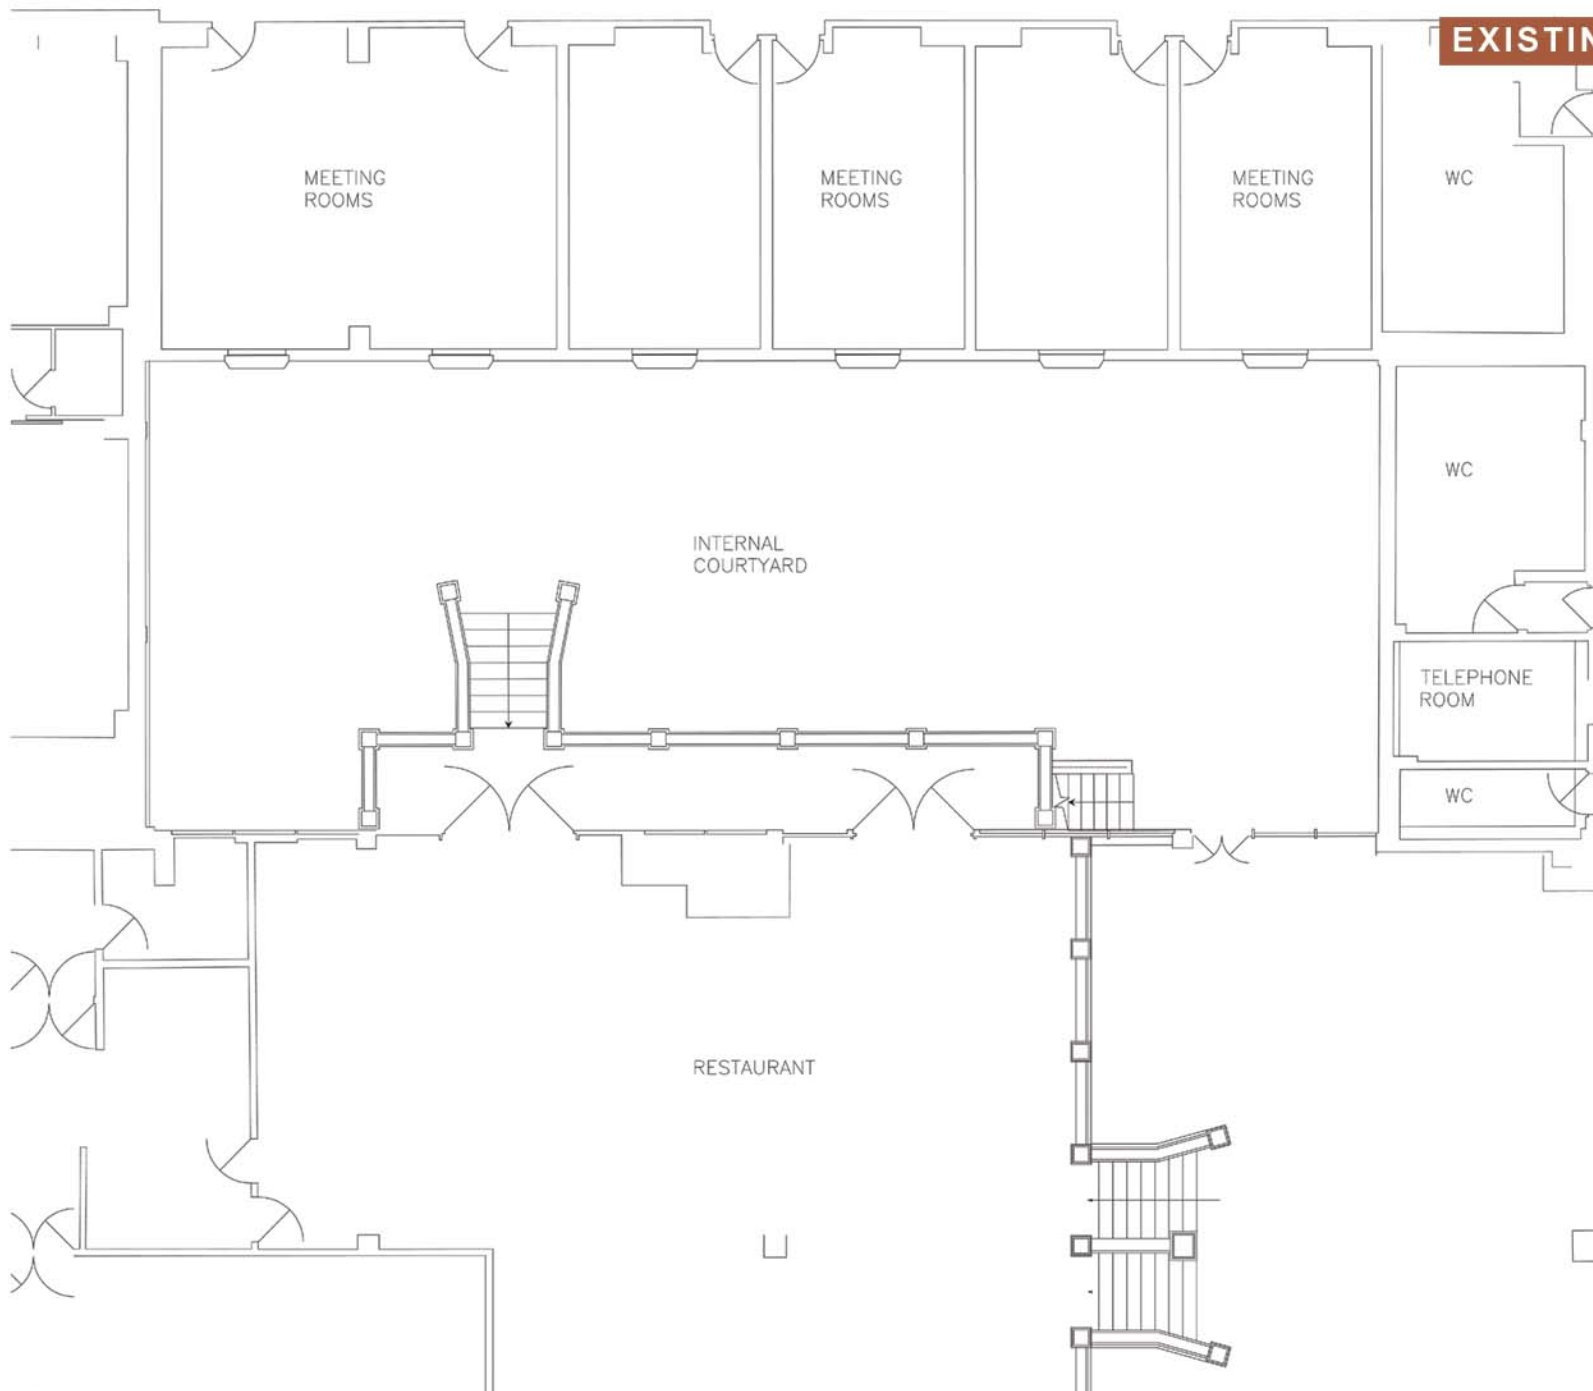 EXISTIN
MEETING
ROOMS
MEETING
ROOMS
MEETING
ROOMS
WC
WC
INTERNAL
COURTYARD
TELEPHONE
ROOM
WC
RESTAURANT